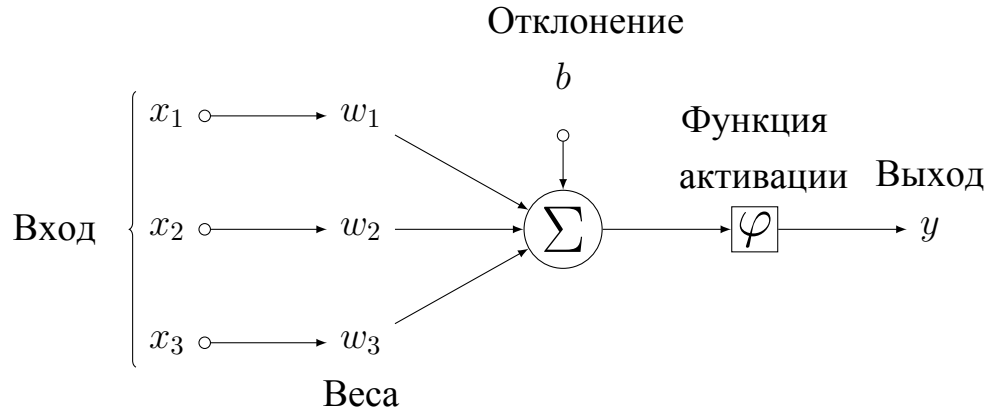 Отклонение
b
x₁ w₁
Функция
активации
Выход
Вход
x₂ w₂ Σ φ y
x₃ w₃
Веса